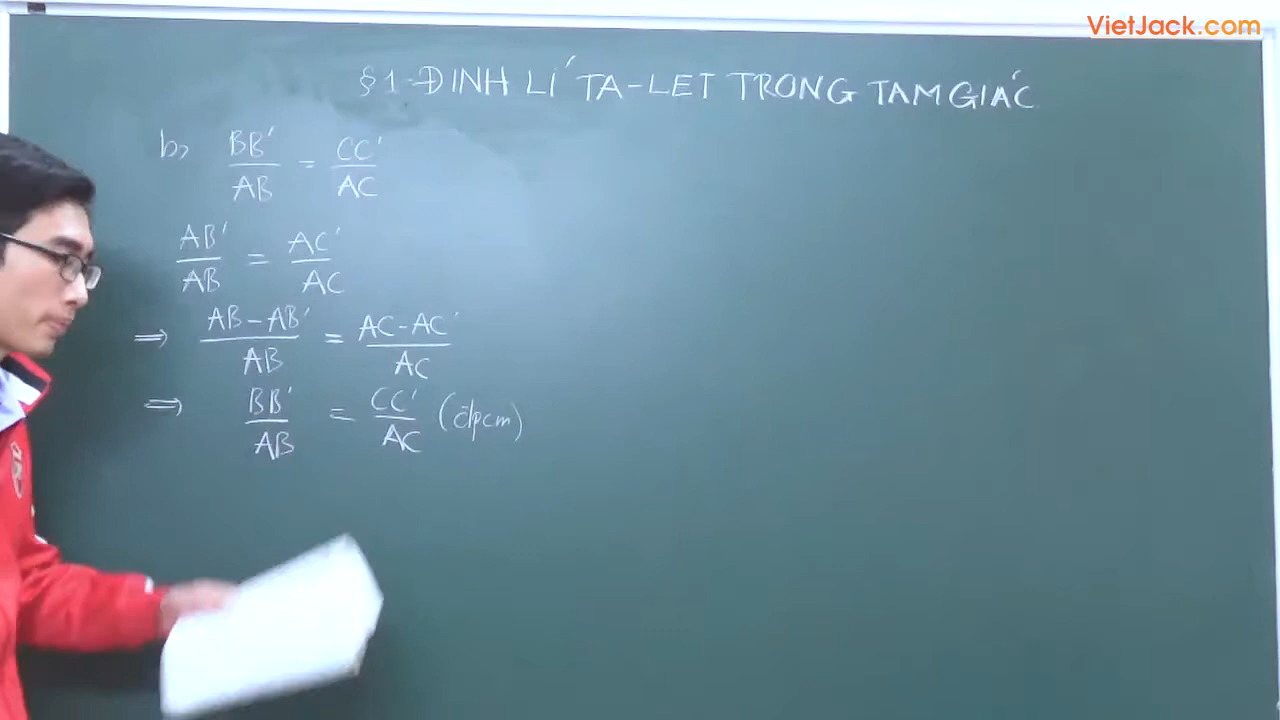 VietJack.com
§1-ĐINH LÍ TA-LET TRONG TAM GIÁC
b, BB'/AB = CC'/AC
AB'/AB = AC'/AC
⇒ AB-AB'/AB = AC-AC'/AC
⇒ BB'/AB = CC'/AC (đpcm)